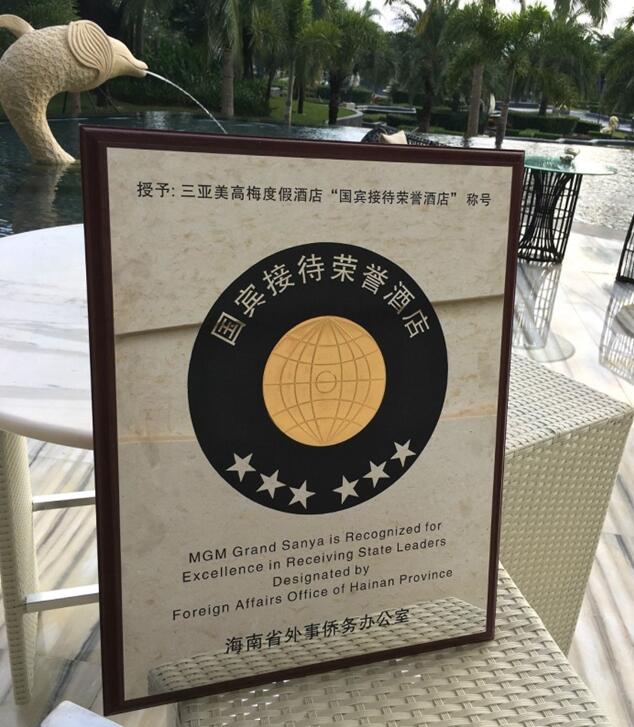 授予: 三亚美高梅度假酒店 “国宾接待荣誉酒店” 称号
国宾接待荣誉酒店
MGM Grand Sanya is Recognized for
Excellence in Receiving State Leaders
Designated by
Foreign Affairs Office of Hainan Province
海南省外事侨务办公室